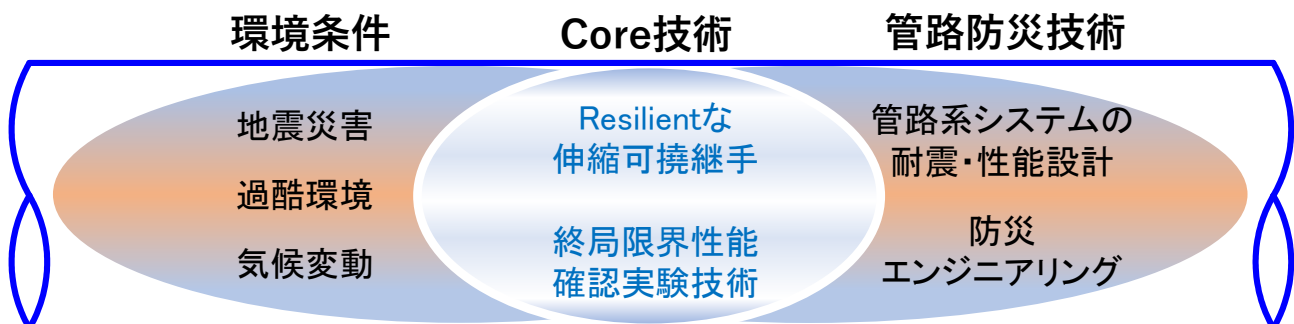 環境条件
地震災害
過酷環境
気候変動
Core技術
Resilientな
伸縮可撓継手
終局限界性能
確認実験技術
管路防災技術
管路系システムの
耐震・性能設計
防災
エンジニアリング